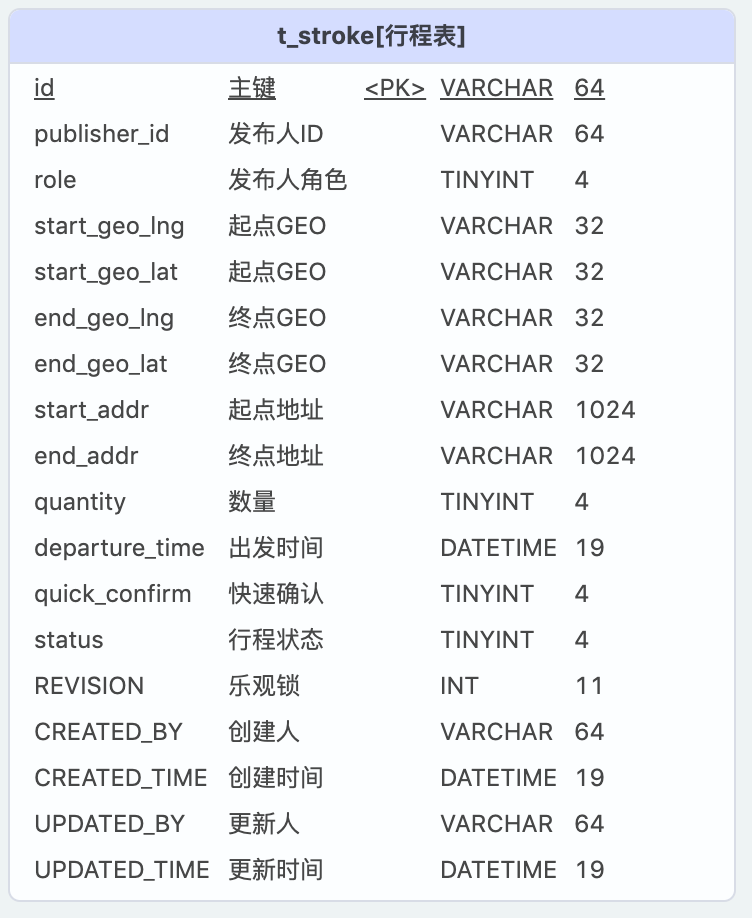 t_stroke[行程表]
id 主键 <PK> VARCHAR 64
publisher_id 发布人ID VARCHAR 64
role 发布人角色 TINYINT 4
start_geo_lng 起点GEO VARCHAR 32
start_geo_lat 起点GEO VARCHAR 32
end_geo_lng 终点GEO VARCHAR 32
end_geo_lat 终点GEO VARCHAR 32
start_addr 起点地址 VARCHAR 1024
end_addr 终点地址 VARCHAR 1024
quantity 数量 TINYINT 4
departure_time 出发时间 DATETIME 19
quick_confirm 快速确认 TINYINT 4
status 行程状态 TINYINT 4
REVISION 乐观锁 INT 11
CREATED_BY 创建人 VARCHAR 64
CREATED_TIME 创建时间 DATETIME 19
UPDATED_BY 更新人 VARCHAR 64
UPDATED_TIME 更新时间 DATETIME 19